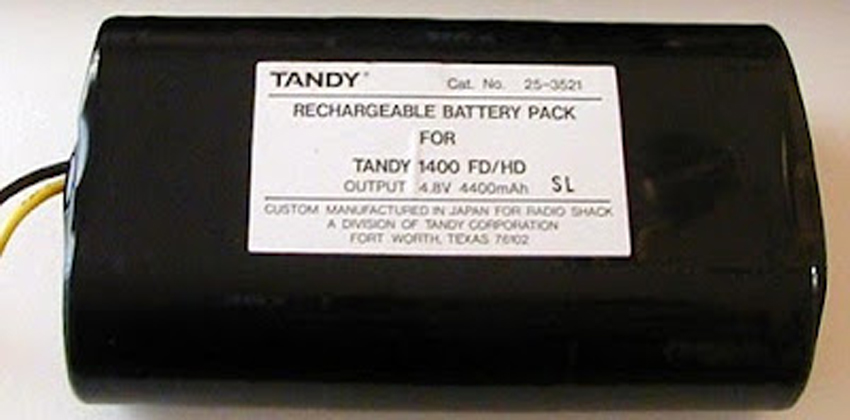 TANDY® Cat. No. 25-3521
RECHARGEABLE BATTERY PACK
FOR
TANDY 1400 FD/HD
OUTPUT 4.8V 4400mAh SL
CUSTOM MANUFACTURED IN JAPAN FOR RADIO SHACK
A DIVISION OF TANDY CORPORATION
FORT WORTH, TEXAS 76102